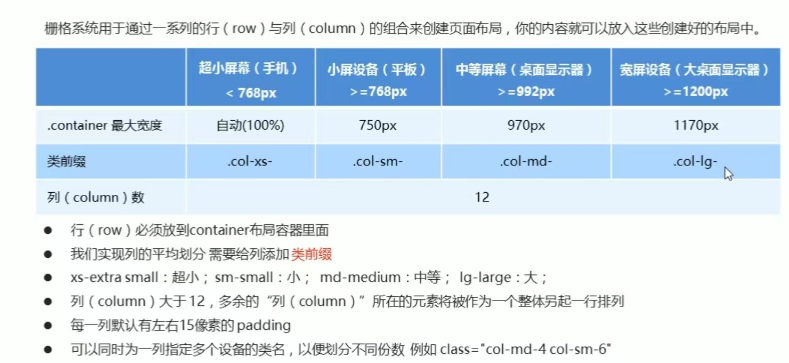 栅格系统用于通过一系列的行（row）与列（column）的组合来创建页面布局，你的内容就可以放入这些创建好的布局中。
超小屏幕（手机） 小屏设备（平板） 中等屏幕（桌面显示器） 宽屏设备（大桌面显示器）
< 768px >=768px >=992px >=1200px
.container 最大宽度 自动(100%) 750px 970px 1170px
类前缀 .col-xs- .col-sm- .col-md- .col-lg-
列（column）数 12
● 行（row）必须放到container布局容器里面
● 我们实现列的平均划分 需要给列添加 类前缀
● xs-extra small：超小； sm-small：小； md-medium：中等； lg-large：大；
● 列（column）大于 12，多余的“列（column）”所在的元素将被作为一个整体另起一行排列
● 每一列默认有左右15像素的 padding
● 可以同时为一列指定多个设备的类名，以便划分不同份数 例如 class="col-md-4 col-sm-6"